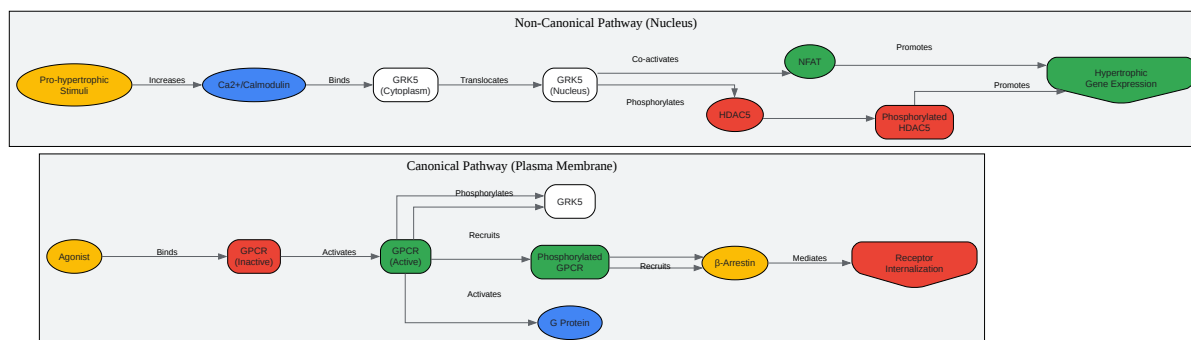 Non-Canonical Pathway (Nucleus)
Pro-hypertrophic
Stimuli
Increases
Ca2+/Calmodulin
Binds
GRK5
(Cytoplasm)
Translocates
GRK5
(Nucleus)
Co-activates
Phosphorylates
NFAT
HDAC5
Promotes
Phosphorylated
HDAC5
Promotes
Hypertrophic
Gene Expression
Canonical Pathway (Plasma Membrane)
Agonist
Binds
GPCR
(Inactive)
Activates
GPCR
(Active)
Phosphorylates
GRK5
Recruits
Phosphorylated
GPCR
Recruits
β-Arrestin
Mediates
Receptor
Internalization
Activates
G Protein